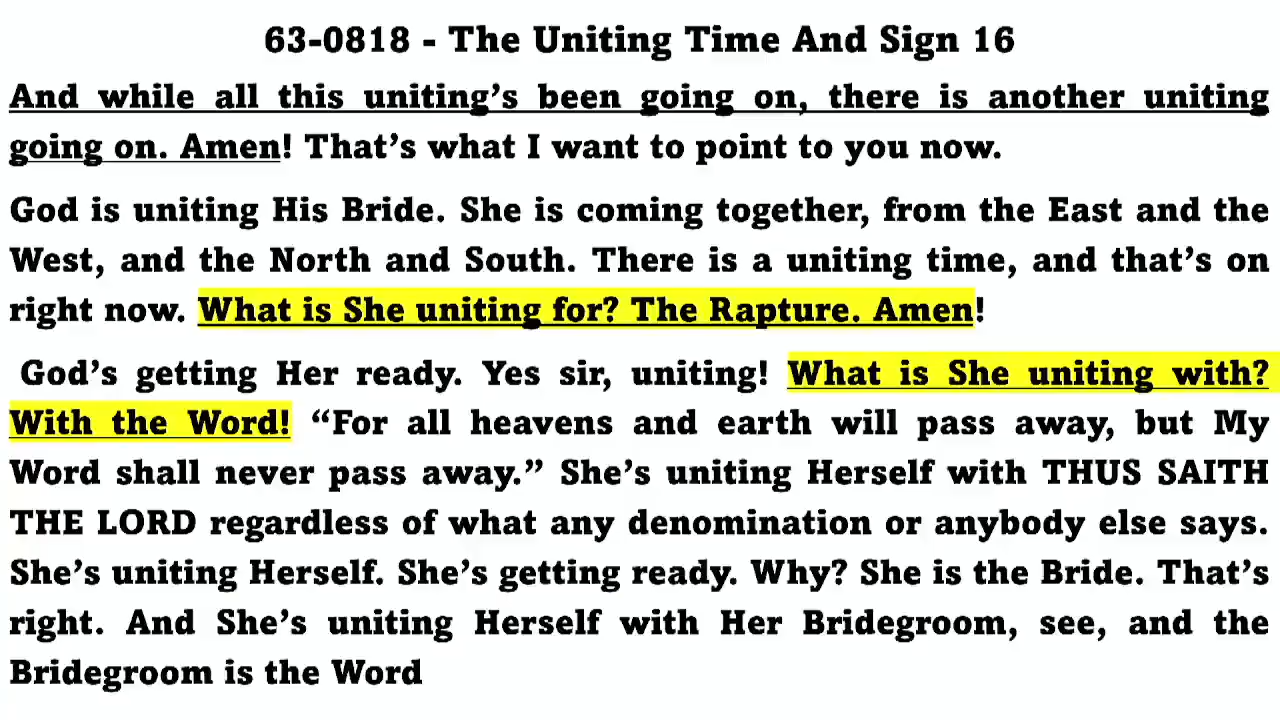 63-0818 - The Uniting Time And Sign 16
And while all this uniting’s been going on, there is another uniting
going on. Amen! That’s what I want to point to you now.
God is uniting His Bride. She is coming together, from the East and the
West, and the North and South. There is a uniting time, and that’s on
right now. What is She uniting for? The Rapture. Amen!
God’s getting Her ready. Yes sir, uniting! What is She uniting with?
With the Word! “For all heavens and earth will pass away, but My
Word shall never pass away.” She’s uniting Herself with THUS SAITH
THE LORD regardless of what any denomination or anybody else says.
She’s uniting Herself. She’s getting ready. Why? She is the Bride. That’s
right. And She’s uniting Herself with Her Bridegroom, see, and the
Bridegroom is the Word